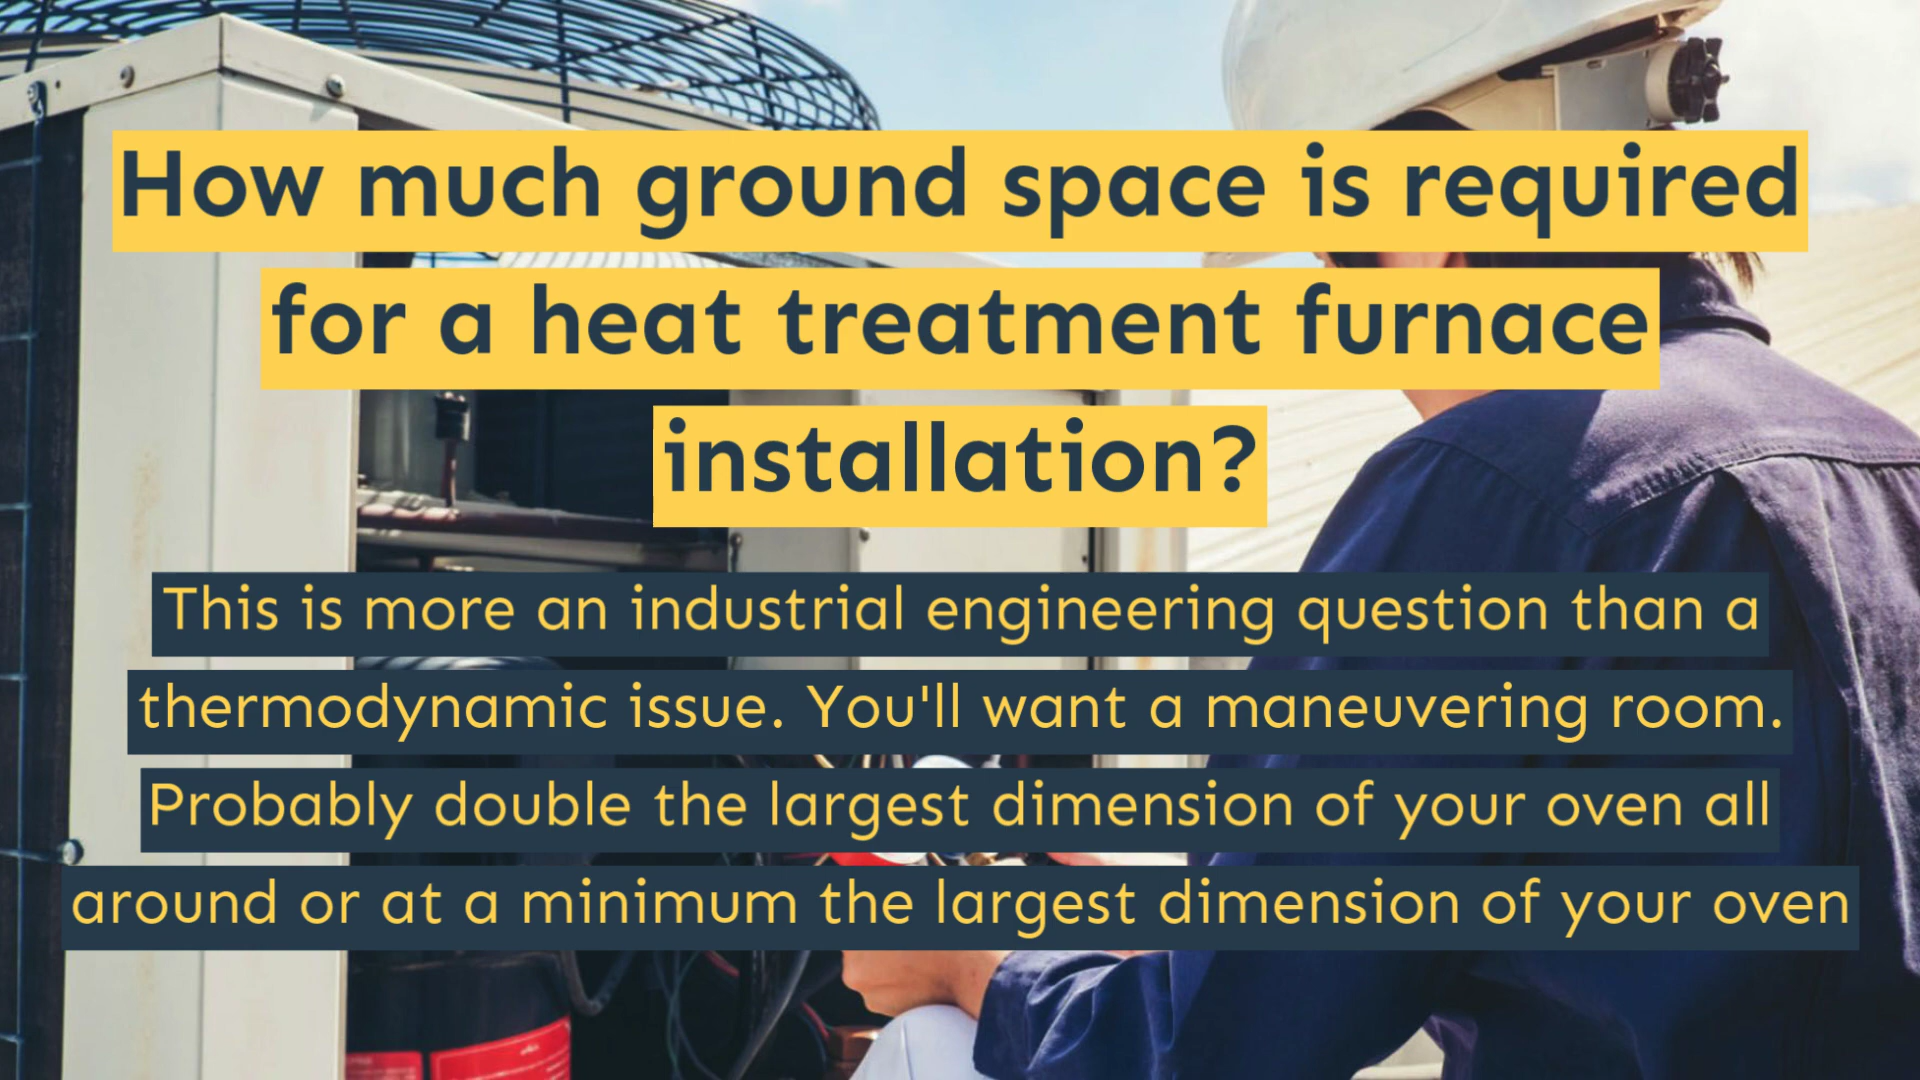 How much ground space is required
for a heat treatment furnace
installation?
This is more an industrial engineering question than a
thermodynamic issue. You'll want a maneuvering room.
Probably double the largest dimension of your oven all
around or at a minimum the largest dimension of your oven